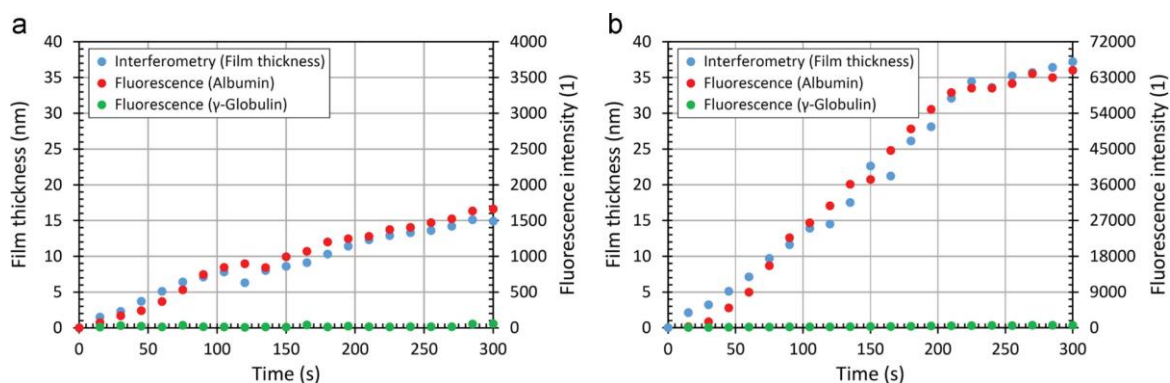 a
40
35
30
25
20
15
10
5
0
Film thickness (nm)
Interferometry (Film thickness)
Fluorescence (Albumin)
Fluorescence (γ-Globulin)
4000
3500
3000
2500
2000
1500
1000
500
0
Fluorescence intensity (1)
0 50 100 150 200 250 300
Time (s)
b
40
35
30
25
20
15
10
5
0
Film thickness (nm)
Interferometry (Film thickness)
Fluorescence (Albumin)
Fluorescence (γ-Globulin)
72000
63000
54000
45000
36000
27000
18000
9000
0
Fluorescence intensity (1)
0 50 100 150 200 250 300
Time (s)